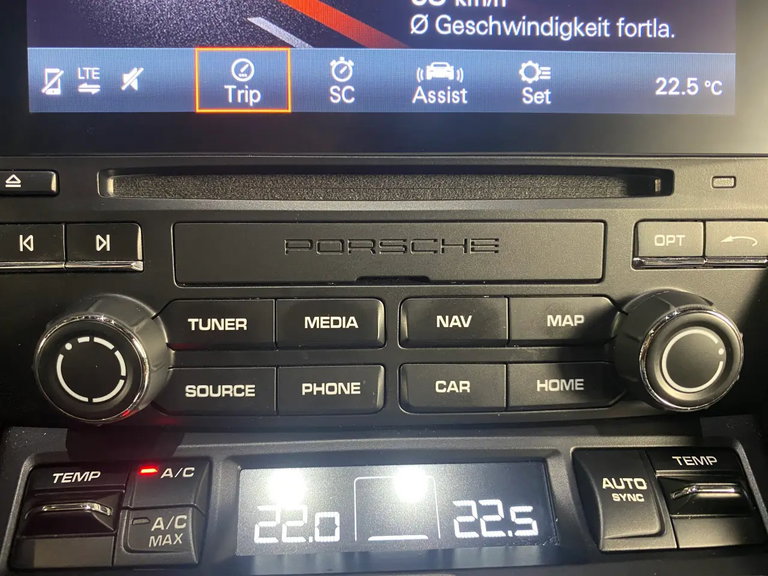 Ø Geschwindigkeit fortla.
LTE
Trip SC Assist Set 22.5 °C
PORSCHE
OPT
TUNER MEDIA NAV MAP
SOURCE PHONE CAR HOME
TEMP A/C AUTO SYNC TEMP
A/C MAX
22.0 22.5